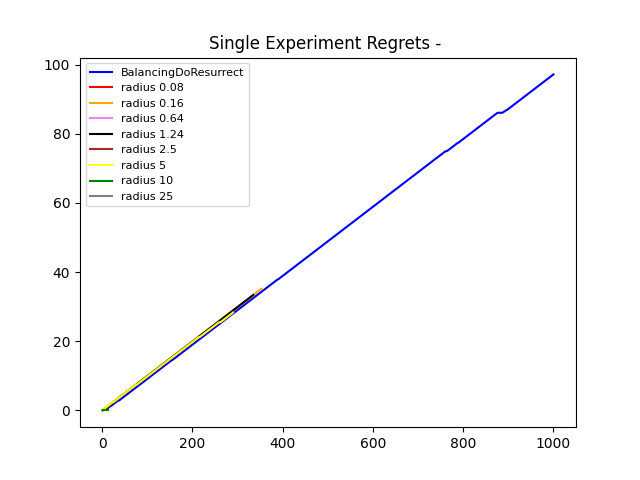 Single Experiment Regrets -
100
80
60
40
20
0
BalancingDoResurrect
radius 0.08
radius 0.16
radius 0.64
radius 1.24
radius 2.5
radius 5
radius 10
radius 25
0 200 400 600 800 1000